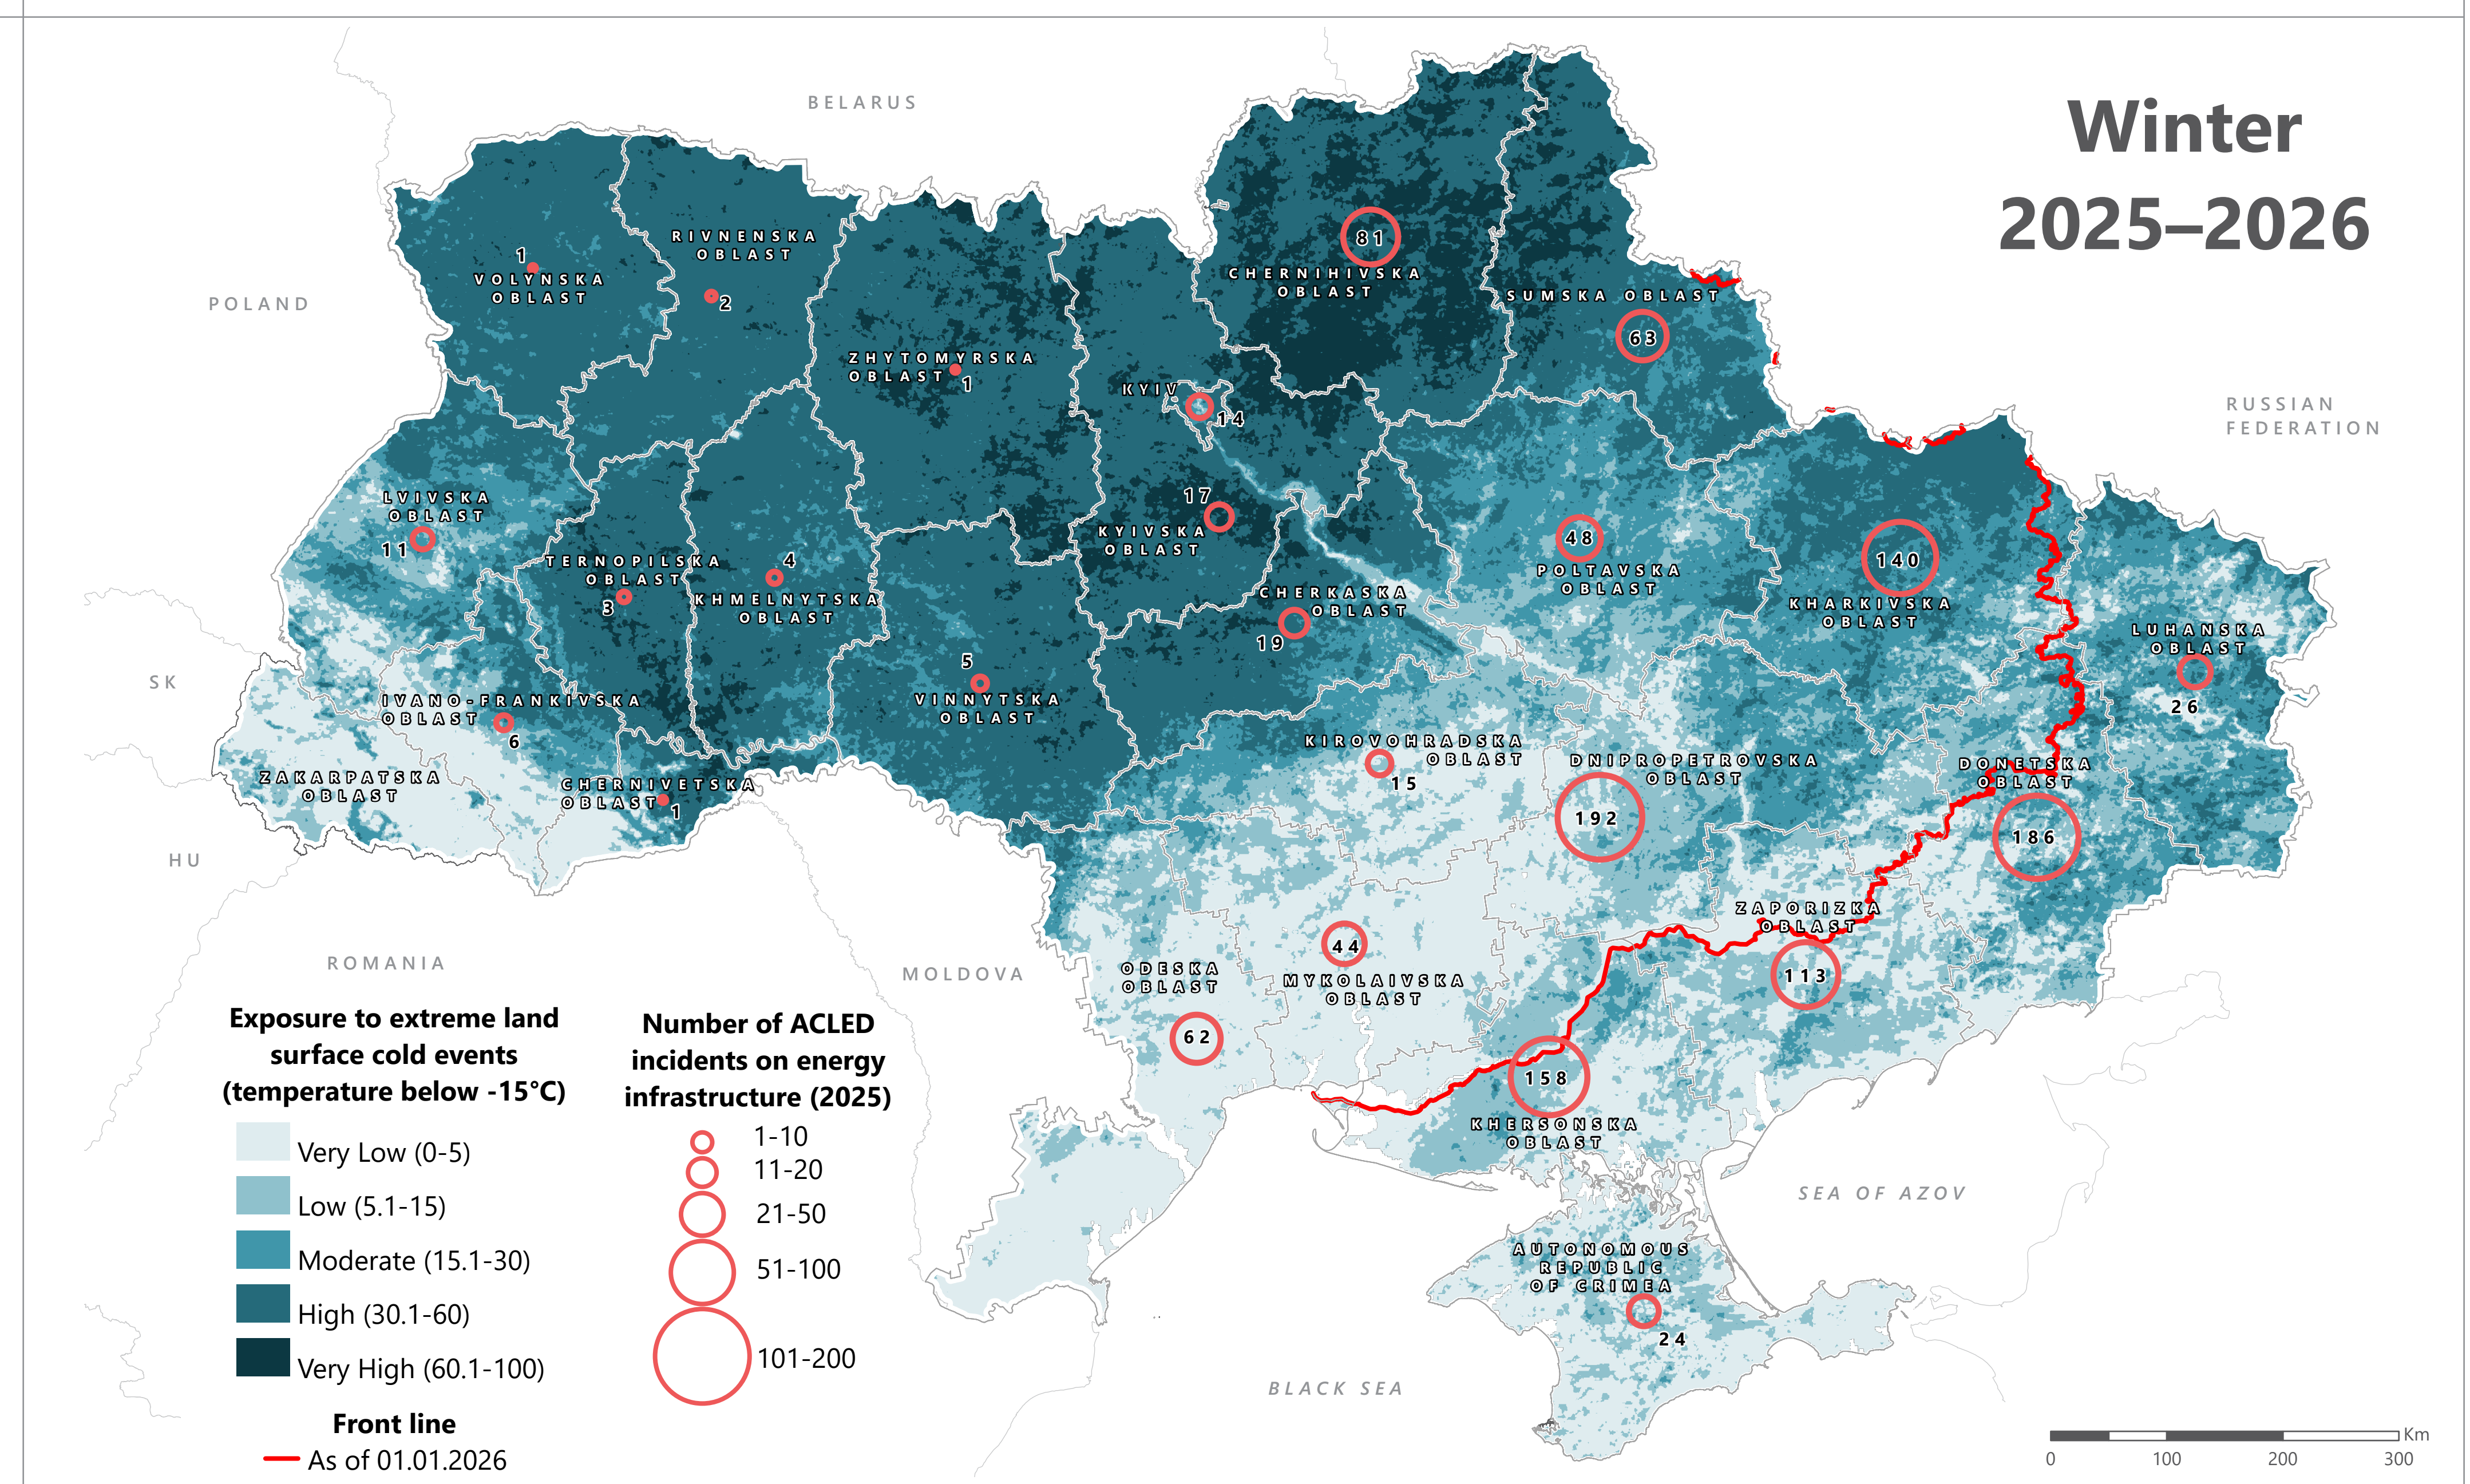 Winter
2025–2026
BELARUS
POLAND
RUSSIAN
FEDERATION
SK
HU
ROMANIA
MOLDOVA
SEA OF AZOV
BLACK SEA
81
CHERNIHIVSKA
OBLAST
RIVNENSKA
OBLAST
2
1
VOLYNSKA
OBLAST
SUMSKA OBLAST
63
ZHYTOMYRSKA
OBLAST
1
KYIV
14
LVIVSKA
OBLAST
11
17
KYIVSKA
OBLAST
48
POLTAVSKA
OBLAST
140
KHARKIVSKA
OBLAST
TERNOPILSKA
OBLAST
3
4
KHMELNYTSKA
OBLAST
CHERKASKA
OBLAST
19
LUHANSKA
OBLAST
26
5
VINNYTSKA
OBLAST
IVANO-FRANKIVSKA
OBLAST
6
KIROVOHRADSKA
OBLAST
15
DNIPROPETROVSKA
OBLAST
192
DONETSKA
OBLAST
186
ZAKARPATSKA
OBLAST
CHERNIVETSKA
OBLAST
1
ZAPORIZKA
OBLAST
113
44
MYKOLAIVSKA
OBLAST
ODESKA
OBLAST
62
158
KHERSONSKA
OBLAST
AUTONOMOUS
REPUBLIC
OF CRIMEA
24
Exposure to extreme land
surface cold events
(temperature below -15°C)
Very Low (0-5)
Low (5.1-15)
Moderate (15.1-30)
High (30.1-60)
Very High (60.1-100)
Front line
As of 01.01.2026
Number of ACLED
incidents on energy
infrastructure (2025)
1-10
11-20
21-50
51-100
101-200
Km
0 100 200 300